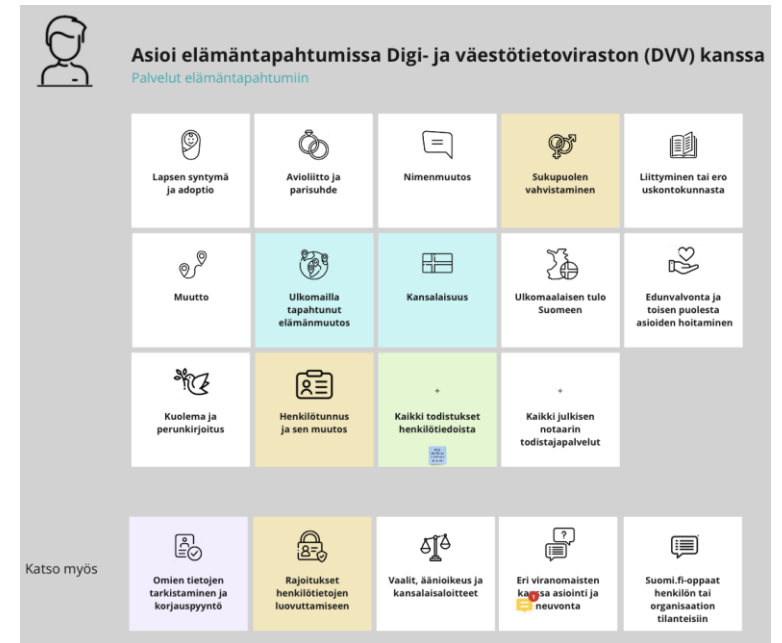 Asioi elämäntapahtumissa Digi- ja väestötietoviraston (DVV) kanssa
Palvelut elämäntapahtumiin
Lapsen syntymä
ja adoptio
Avioliitto ja
parisuhde
Nimenmuutos
Sukupuolen
vahvistaminen
Liittyminen tai ero
uskontokunnasta
Muutto
Ulkomailla
tapahtunut
elämänmuutos
Kansalaisuus
Ulkomaalaisen tulo
Suomeen
Edunvalvonta ja
toisen puolesta
asioiden hoitaminen
Kuolema ja
perunkirjoitus
Henkilötunnus
ja sen muutos
+
Kaikki todistukset
henkilötiedoista
+
Kaikki julkisen
notaarin
todistajapalvelut
Katso myös
Omien tietojen
tarkistaminen ja
korjauspyyntö
Rajoitukset
henkilötietojen
luovuttamiseen
Vaalit, äänioikeus ja
kansalaisaloitteet
?
Eri viranomaisten
kanssa asiointi ja
neuvonta
1
Suomi.fi-oppaat
henkilön tai
organisaation
tilanteisiin